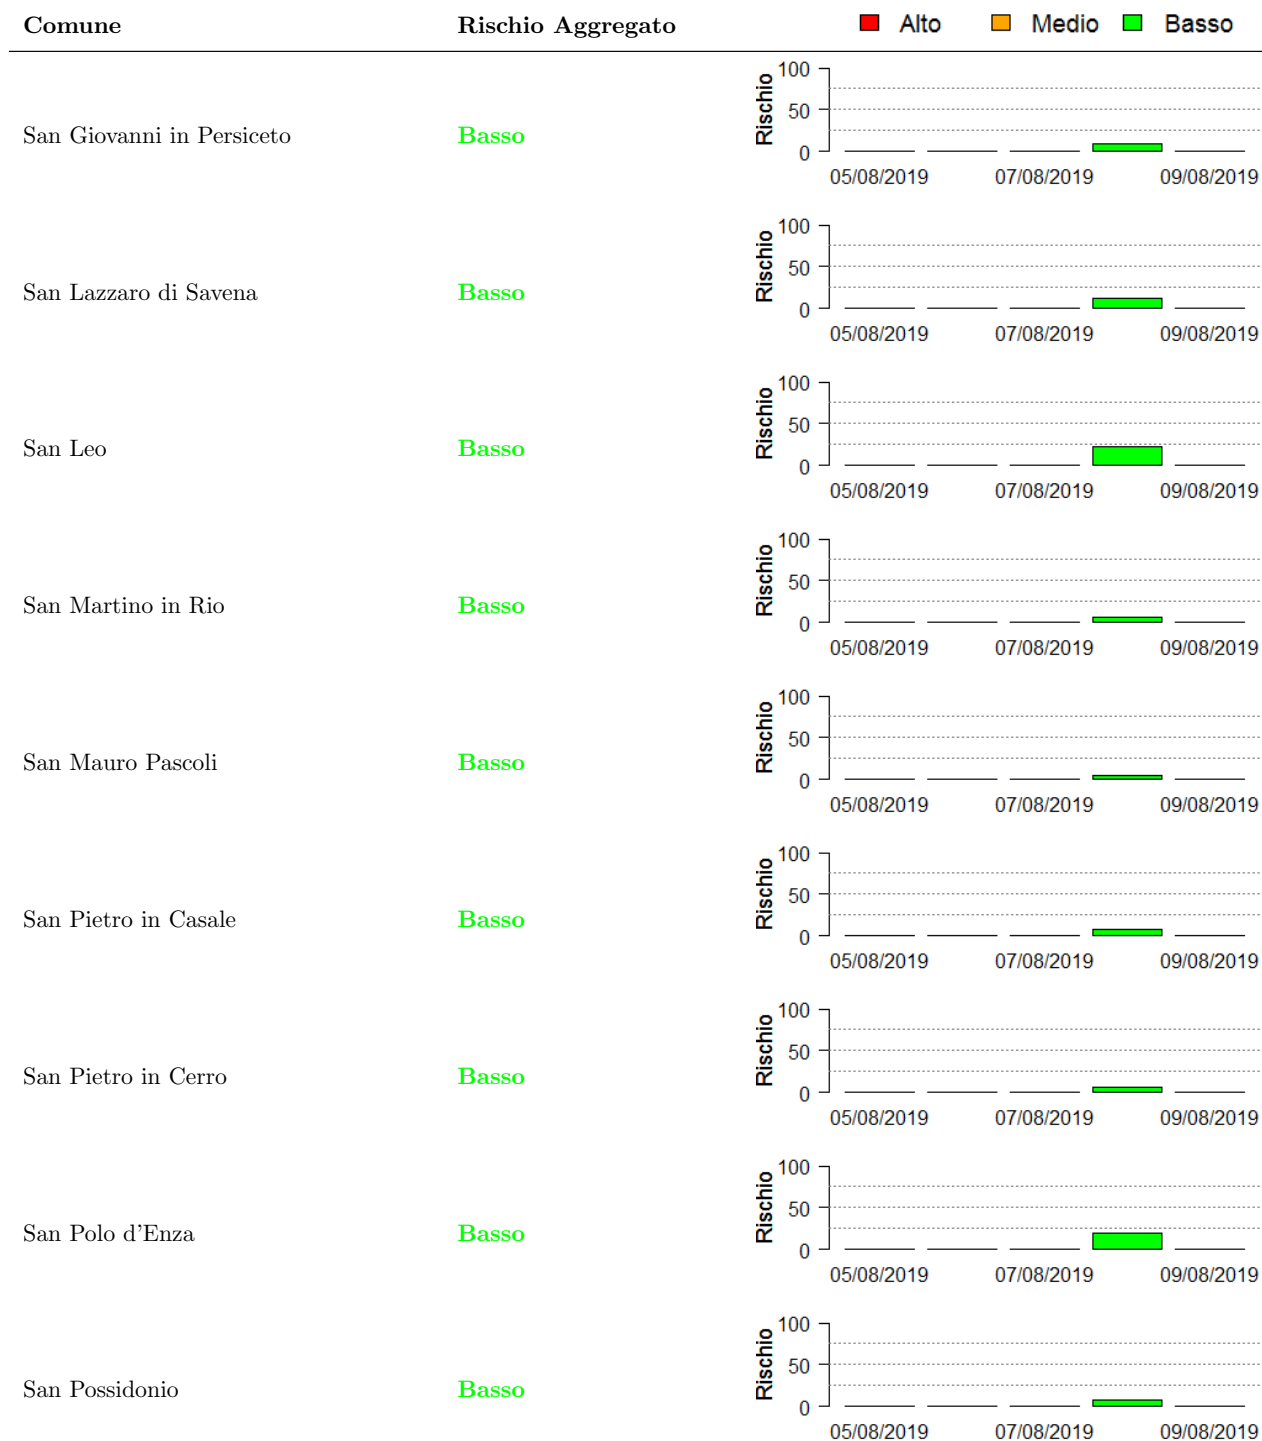 Comune Rischio Aggregato Alto Medio Basso
San Giovanni in Persiceto Basso Rischio 100 50 0
05/08/2019 07/08/2019 09/08/2019
San Lazzaro di Savena Basso Rischio 100 50 0
05/08/2019 07/08/2019 09/08/2019
San Leo Basso Rischio 100 50 0
05/08/2019 07/08/2019 09/08/2019
San Martino in Rio Basso Rischio 100 50 0
05/08/2019 07/08/2019 09/08/2019
San Mauro Pascoli Basso Rischio 100 50 0
05/08/2019 07/08/2019 09/08/2019
San Pietro in Casale Basso Rischio 100 50 0
05/08/2019 07/08/2019 09/08/2019
San Pietro in Cerro Basso Rischio 100 50 0
05/08/2019 07/08/2019 09/08/2019
San Polo d'Enza Basso Rischio 100 50 0
05/08/2019 07/08/2019 09/08/2019
San Possidonio Basso Rischio 100 50 0
05/08/2019 07/08/2019 09/08/2019